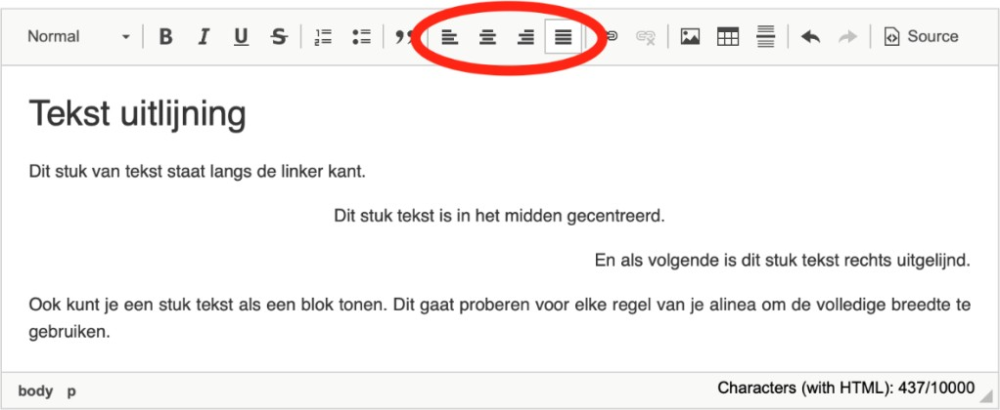 Normal B I U S Source
Tekst uitlijning
Dit stuk van tekst staat langs de linker kant.
Dit stuk tekst is in het midden gecentreerd.
En als volgende is dit stuk tekst rechts uitgelijnd.
Ook kunt je een stuk tekst als een blok tonen. Dit gaat proberen voor elke regel van je alinea om de volledige breedte te
gebruiken.
body p Characters (with HTML): 437/10000